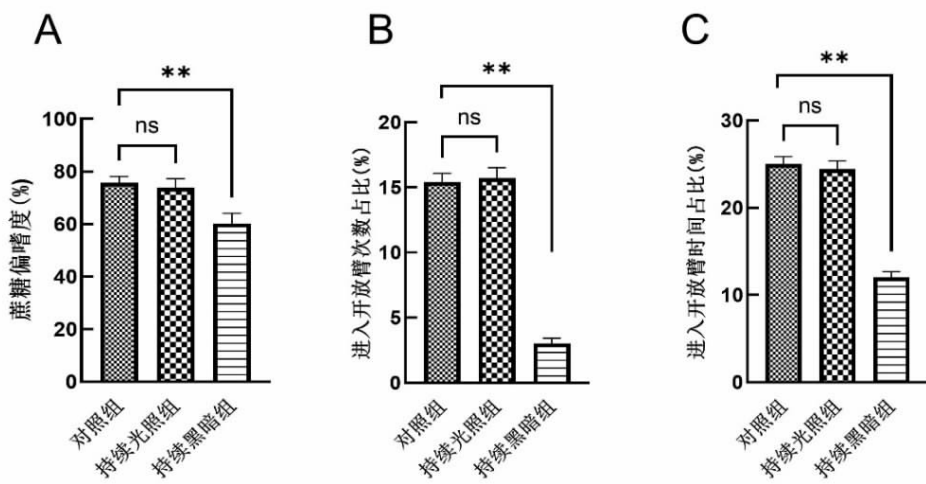 A
**
ns
100
80
60
40
20
0
蔗糖偏嗜度(%)
对照组
持续光照组
持续黑暗组
B
**
ns
20
15
10
5
0
进入开放臂次数占比(%)
对照组
持续光照组
持续黑暗组
C
**
ns
30
20
10
0
进入开放臂时间占比(%)
对照组
持续光照组
持续黑暗组